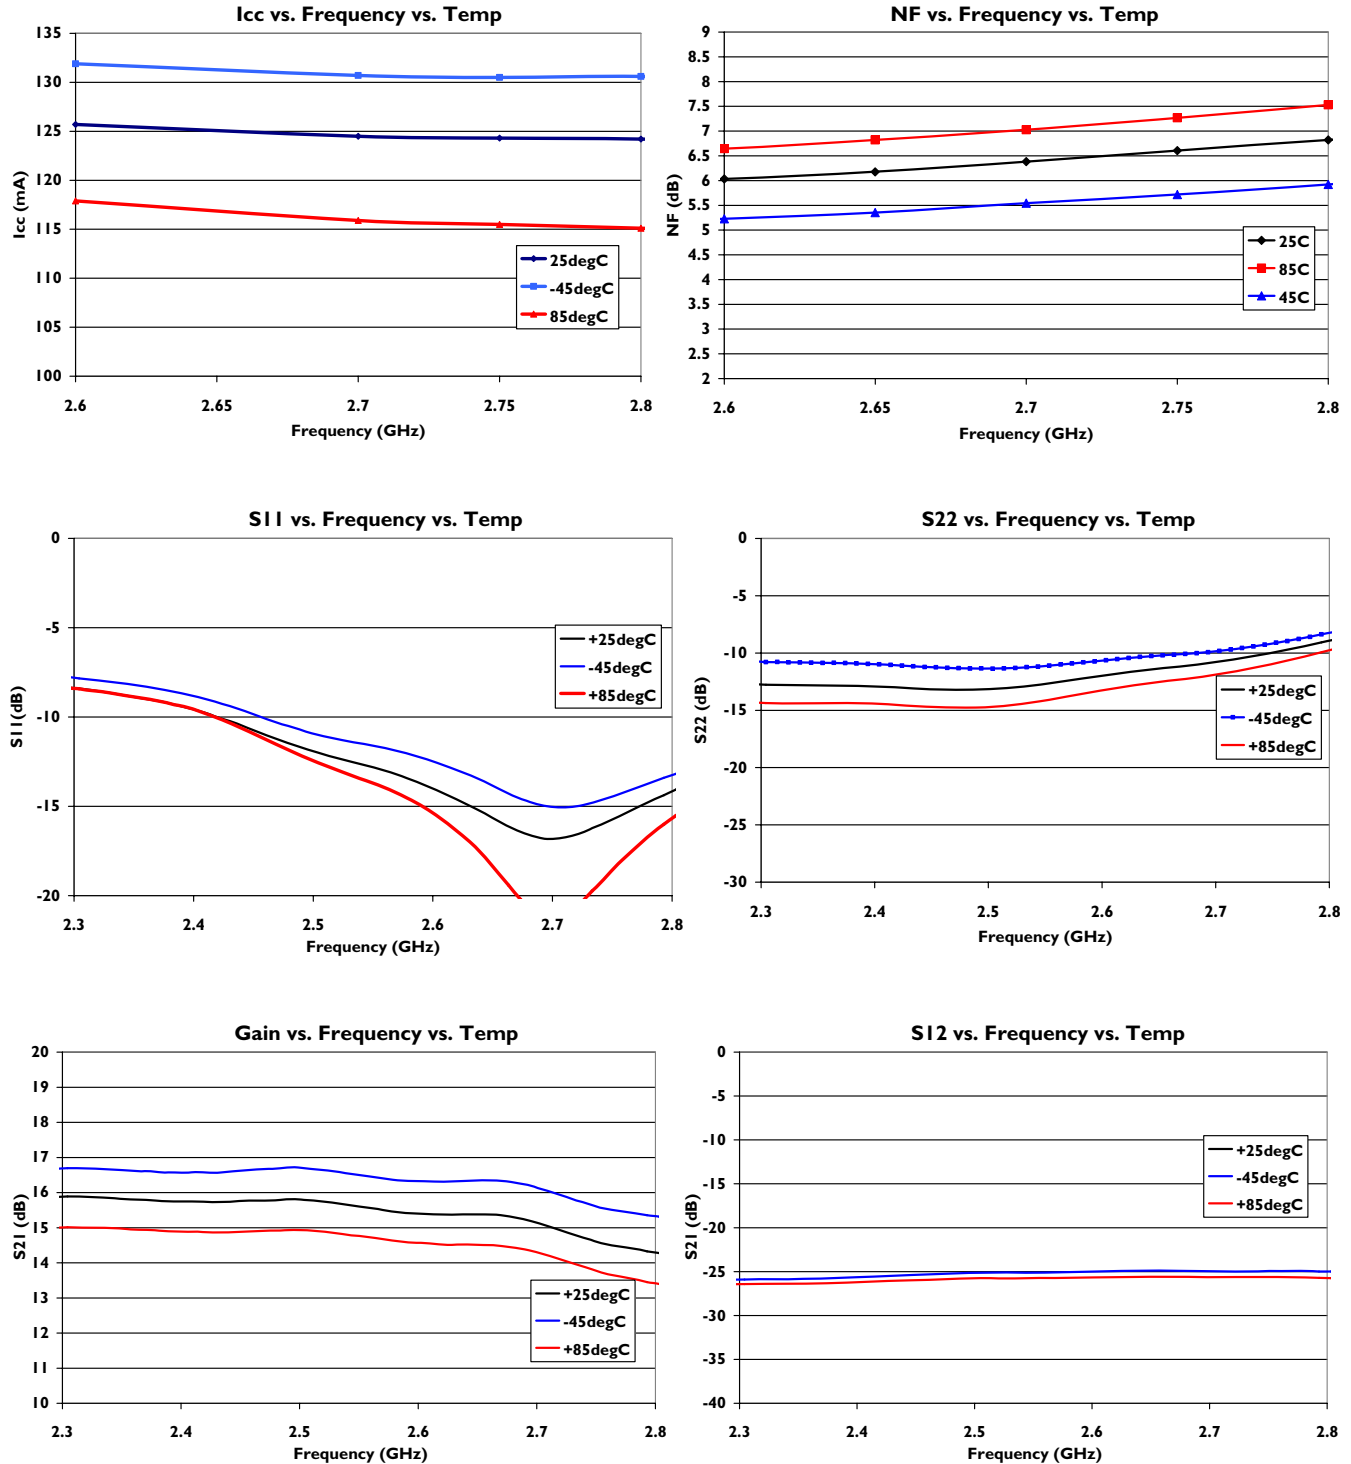 Icc vs. Frequency vs. Temp
135
130
125
120
115
110
105
100
Icc (mA)
25degC
-45degC
85degC
2.6 2.65 2.7 2.75 2.8
Frequency (GHz)
NF vs. Frequency vs. Temp
9
8.5
8
7.5
7
6.5
6
5.5
5
4.5
4
3.5
3
2.5
2
NF (dB)
25C
85C
45C
2.6 2.65 2.7 2.75 2.8
Frequency (GHz)
S11 vs. Frequency vs. Temp
0
-5
-10
-15
-20
S11(dB)
+25degC
-45degC
+85degC
2.3 2.4 2.5 2.6 2.7 2.8
Frequency (GHz)
S22 vs. Frequency vs. Temp
0
-5
-10
-15
-20
-25
-30
S22 (dB)
+25degC
-45degC
+85degC
2.3 2.4 2.5 2.6 2.7 2.8
Frequency (GHz)
Gain vs. Frequency vs. Temp
20
19
18
17
16
15
14
13
12
11
10
S21 (dB)
+25degC
-45degC
+85degC
2.3 2.4 2.5 2.6 2.7 2.8
Frequency (GHz)
S12 vs. Frequency vs. Temp
0
-5
-10
-15
-20
-25
-30
-35
-40
S21 (dB)
+25degC
-45degC
+85degC
2.3 2.4 2.5 2.6 2.7 2.8
Frequency (GHz)